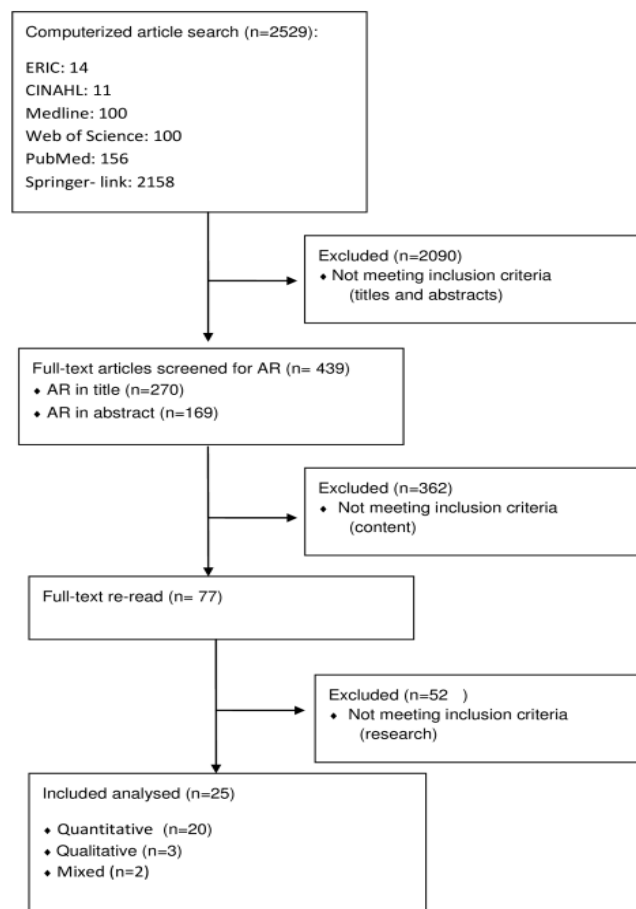 Computerized article search (n=2529):
ERIC: 14
CINAHL: 11
Medline: 100
Web of Science: 100
PubMed: 156
Springer- link: 2158
Excluded (n=2090)
♦ Not meeting inclusion criteria
(titles and abstracts)
Full-text articles screened for AR (n= 439)
♦ AR in title (n=270)
♦ AR in abstract (n=169)
Excluded (n=362)
♦ Not meeting inclusion criteria
(content)
Full-text re-read (n= 77)
Excluded (n=52 )
♦ Not meeting inclusion criteria
(research)
Included analysed (n=25)
♦ Quantitative (n=20)
♦ Qualitative (n=3)
♦ Mixed (n=2)